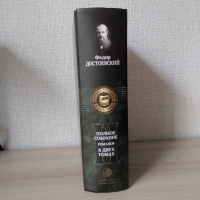 Федор
ДОСТОЕВСКИЙ
ПОЛНОЕ
СОБРАНИЕ
РОМАНОВ
В ДВУХ
ТОМАХ